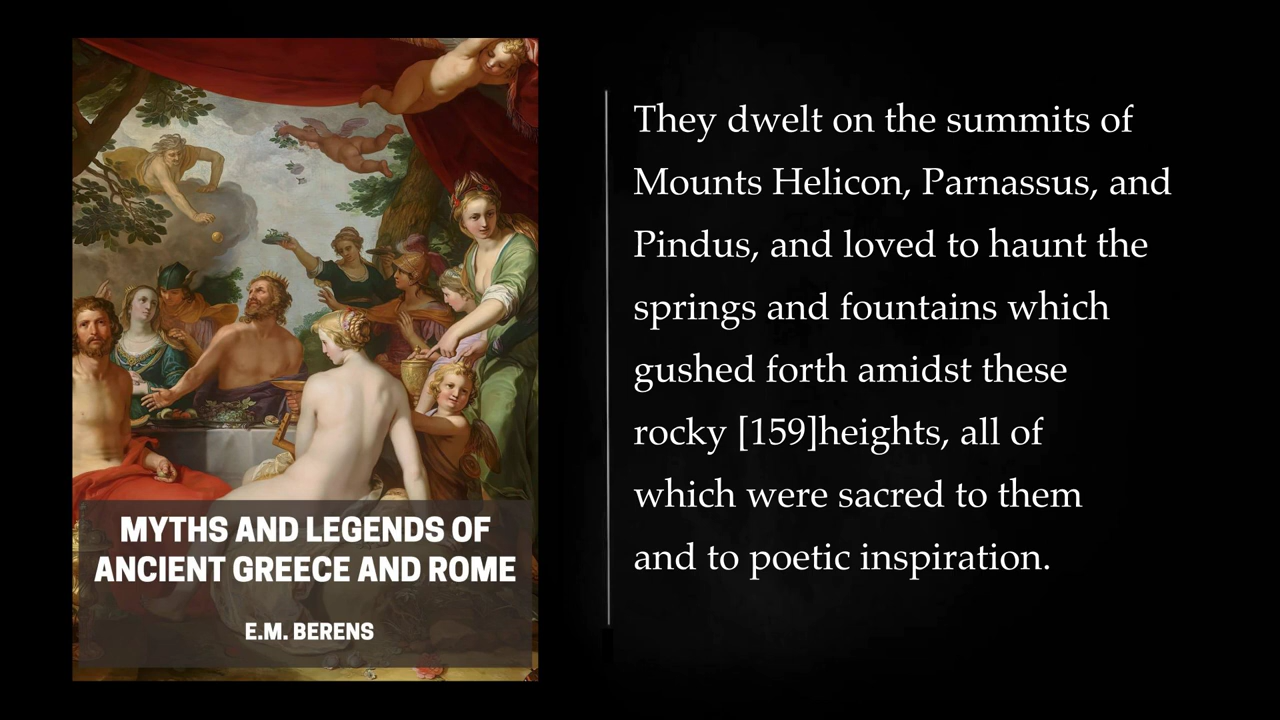 MYTHS AND LEGENDS OF
ANCIENT GREECE AND ROME
E.M. BERENS
They dwelt on the summits of
Mounts Helicon, Parnassus, and
Pindus, and loved to haunt the
springs and fountains which
gushed forth amidst these
rocky [159]heights, all of
which were sacred to them
and to poetic inspiration.